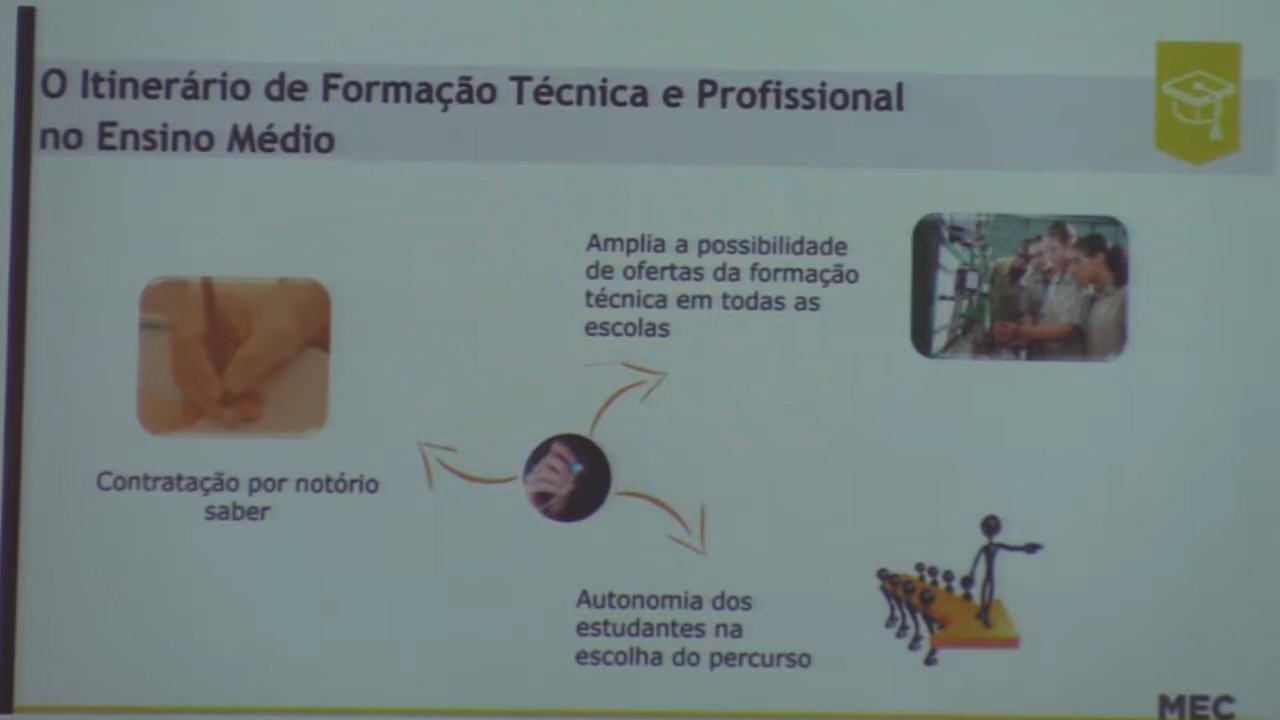 O Itinerário de Formação Técnica e Profissional
no Ensino Médio
Amplia a possibilidade
de ofertas da formação
técnica em todas as
escolas
Contratação por notório
saber
Autonomia dos
estudantes na
escolha do percurso
MEC